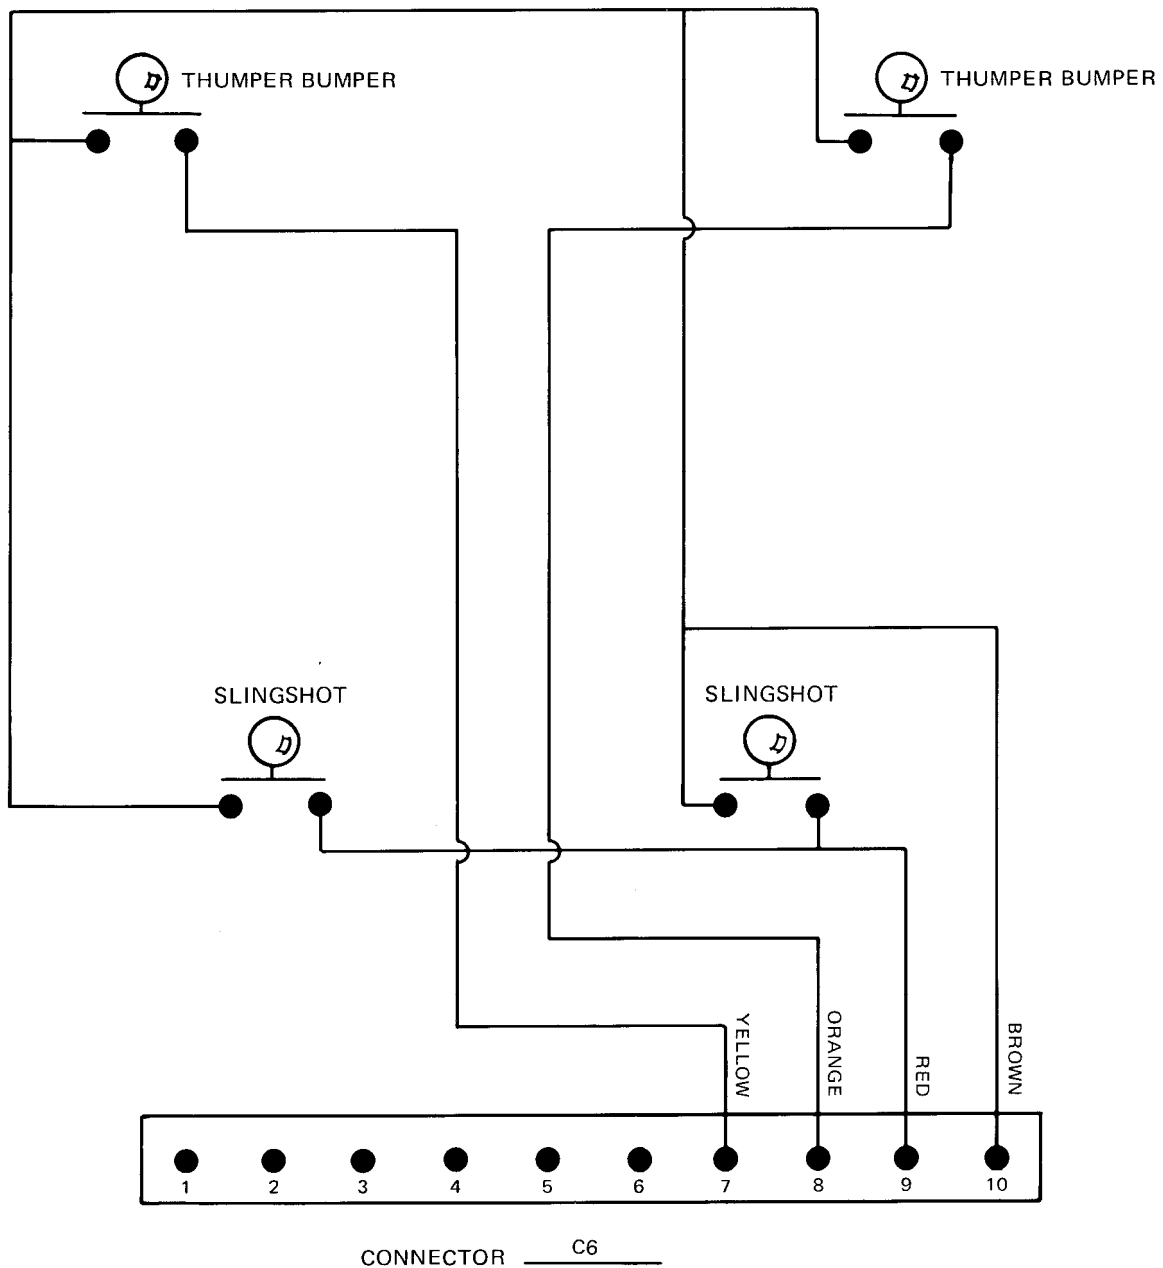 THUMPER BUMPER
THUMPER BUMPER
SLINGSHOT
SLINGSHOT
YELLOW
ORANGE
RED
BROWN
1 2 3 4 5 6 7 8 9 10
CONNECTOR C6